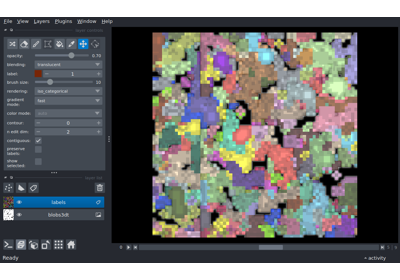 File View Layers Plugins Window Help
opacity: 0.70
blending: translucent
label: 1
brush size: 10
rendering: iso_categorical
gradient mode: fast
color mode:
contour: 0
n edit dim: 2
contiguous:
preserve labels:
show selected:
labels
blobs3dt
0
Ready
activity